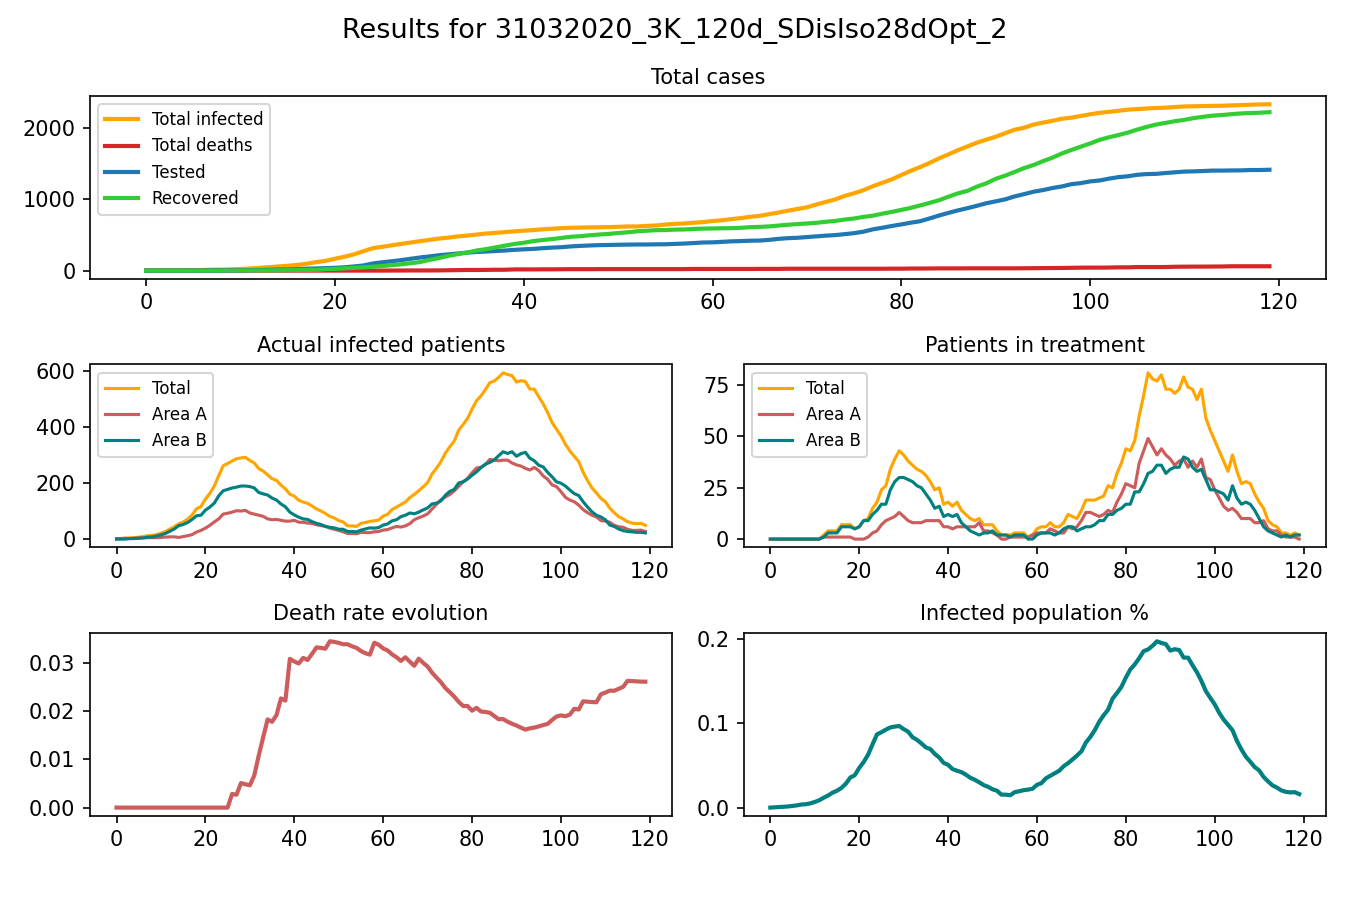 Results for 31032020_3K_120d_SDisIso28dOpt_2
Total cases
Total infected
Total deaths
Tested
Recovered
2000
1000
0
0 20 40 60 80 100 120
Actual infected patients
Total
Area A
Area B
600
400
200
0
0 20 40 60 80 100 120
Patients in treatment
Total
Area A
Area B
75
50
25
0
0 20 40 60 80 100 120
Death rate evolution
0.03
0.02
0.01
0.00
0 20 40 60 80 100 120
Infected population %
0.2
0.1
0.0
0 20 40 60 80 100 120